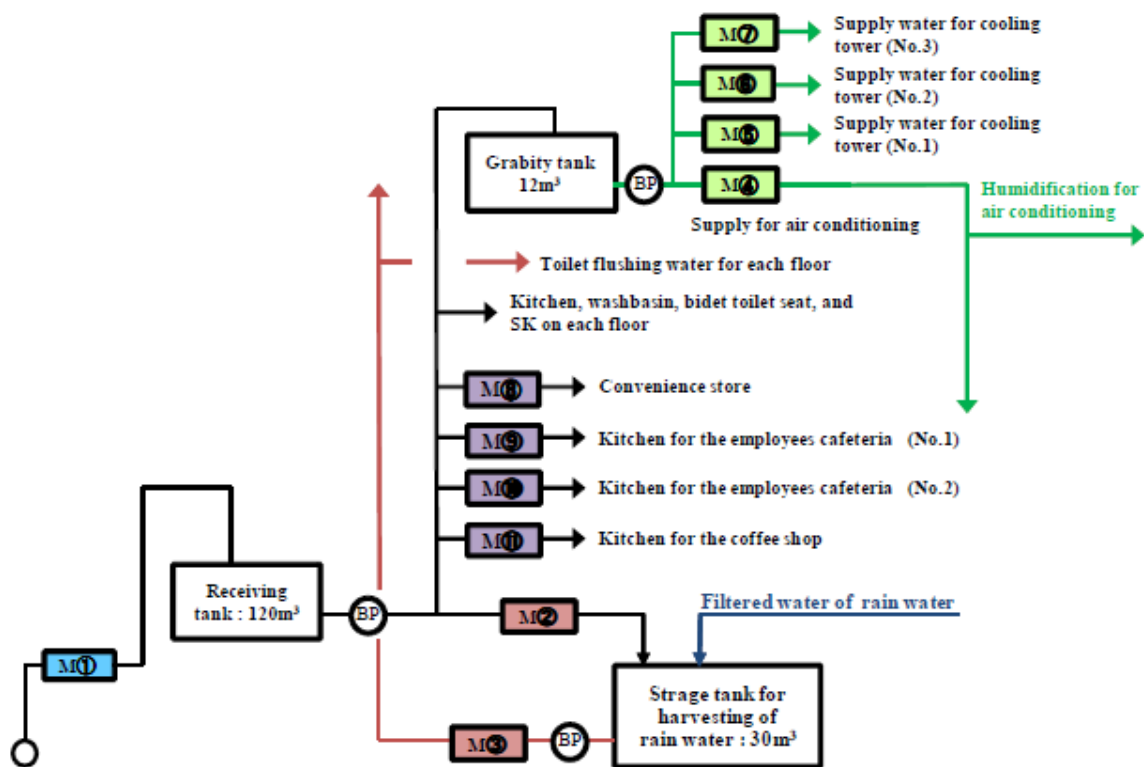 M⑦
Supply water for cooling
tower (No.3)
M⑥
Supply water for cooling
tower (No.2)
M⑤
Supply water for cooling
tower (No.1)
Grabity tank
12m³
BP
M④
Humidification for
air conditioning
Supply for air conditioning
Toilet flushing water for each floor
Kitchen, washbasin, bidet toilet seat, and
SK on each floor
M⑧
Convenience store
M⑨
Kitchen for the employees cafeteria (No.1)
M⑩
Kitchen for the employees cafeteria (No.2)
M⑪
Kitchen for the coffee shop
Receiving
tank : 120m³
BP
M②
Filtered water of rain water
M①
Strage tank for
harvesting of
rain water : 30m³
M③
BP